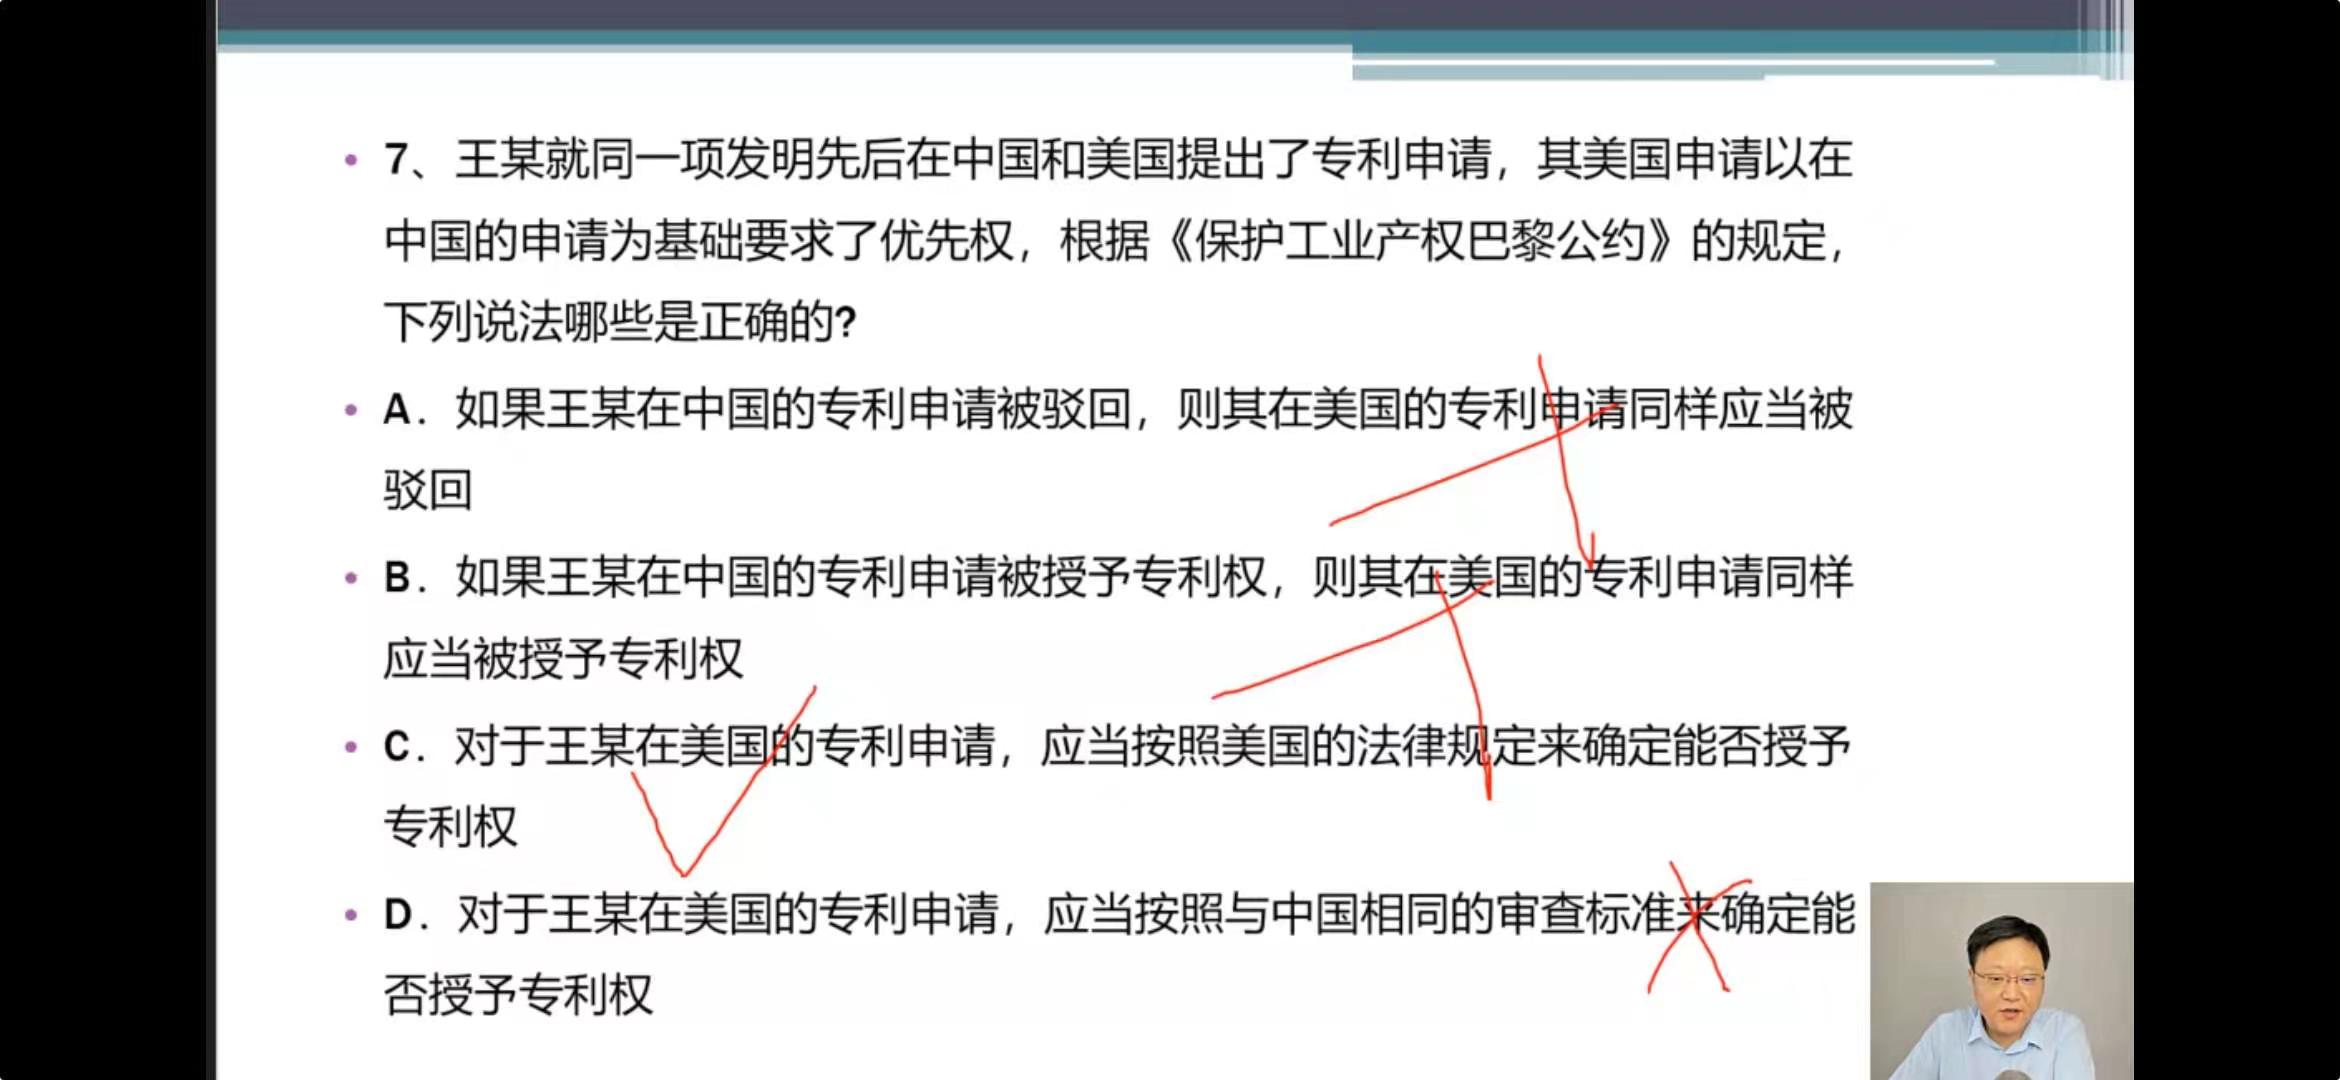 • 7、王某就同一项发明先后在中国和美国提出了专利申请，其美国申请以在
中国的申请为基础要求了优先权，根据《保护工业产权巴黎公约》的规定，
下列说法哪些是正确的?
• A．如果王某在中国的专利申请被驳回，则其在美国的专利申请同样应当被
驳回
• B．如果王某在中国的专利申请被授予专利权，则其在美国的专利申请同样
应当被授予专利权
• C．对于王某在美国的专利申请，应当按照美国的法律规定来确定能否授予
专利权
• D．对于王某在美国的专利申请，应当按照与中国相同的审查标准来确定能
否授予专利权